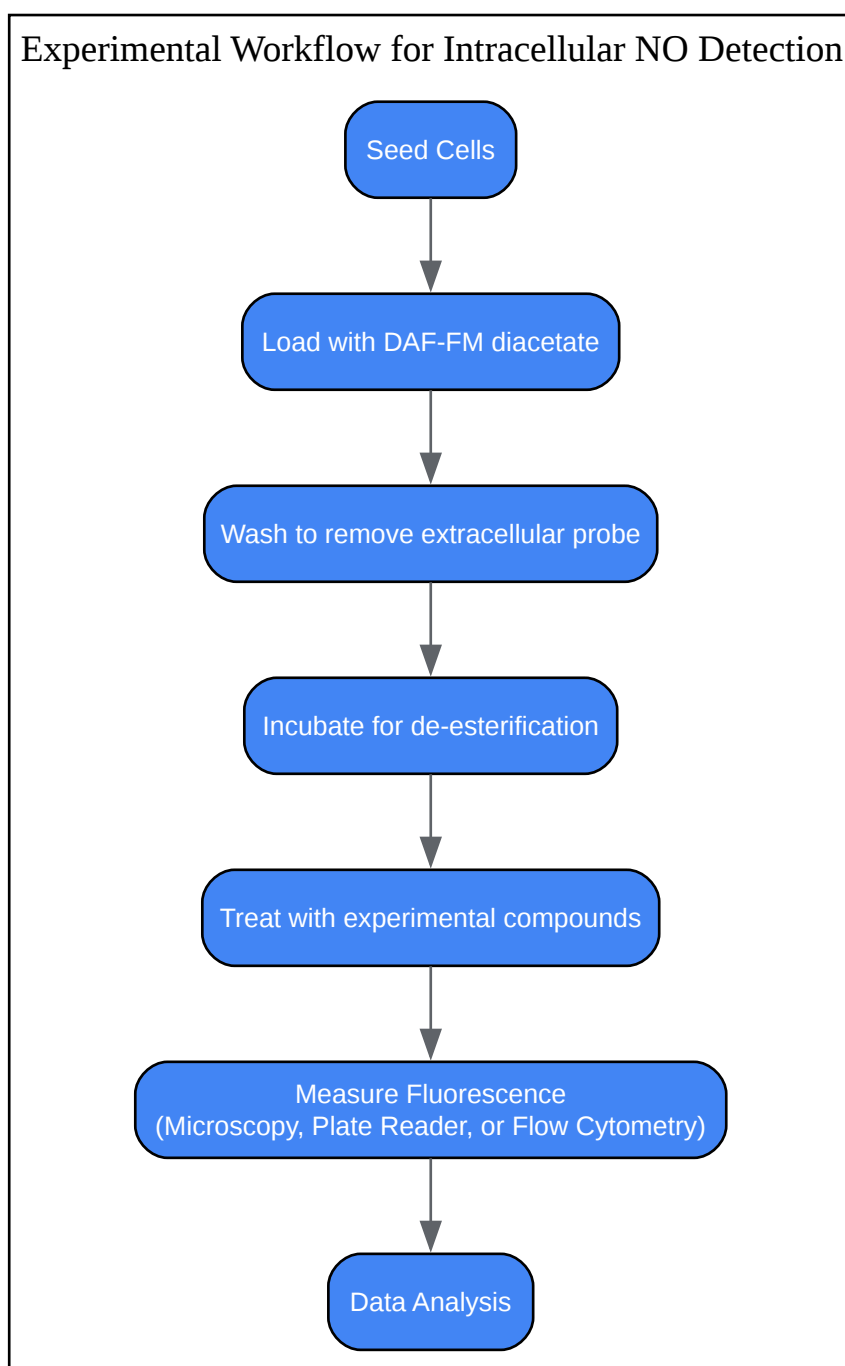 Experimental Workflow for Intracellular NO Detection
Seed Cells
Load with DAF-FM diacetate
Wash to remove extracellular probe
Incubate for de-esterification
Treat with experimental compounds
Measure Fluorescence
(Microscopy, Plate Reader, or Flow Cytometry)
Data Analysis